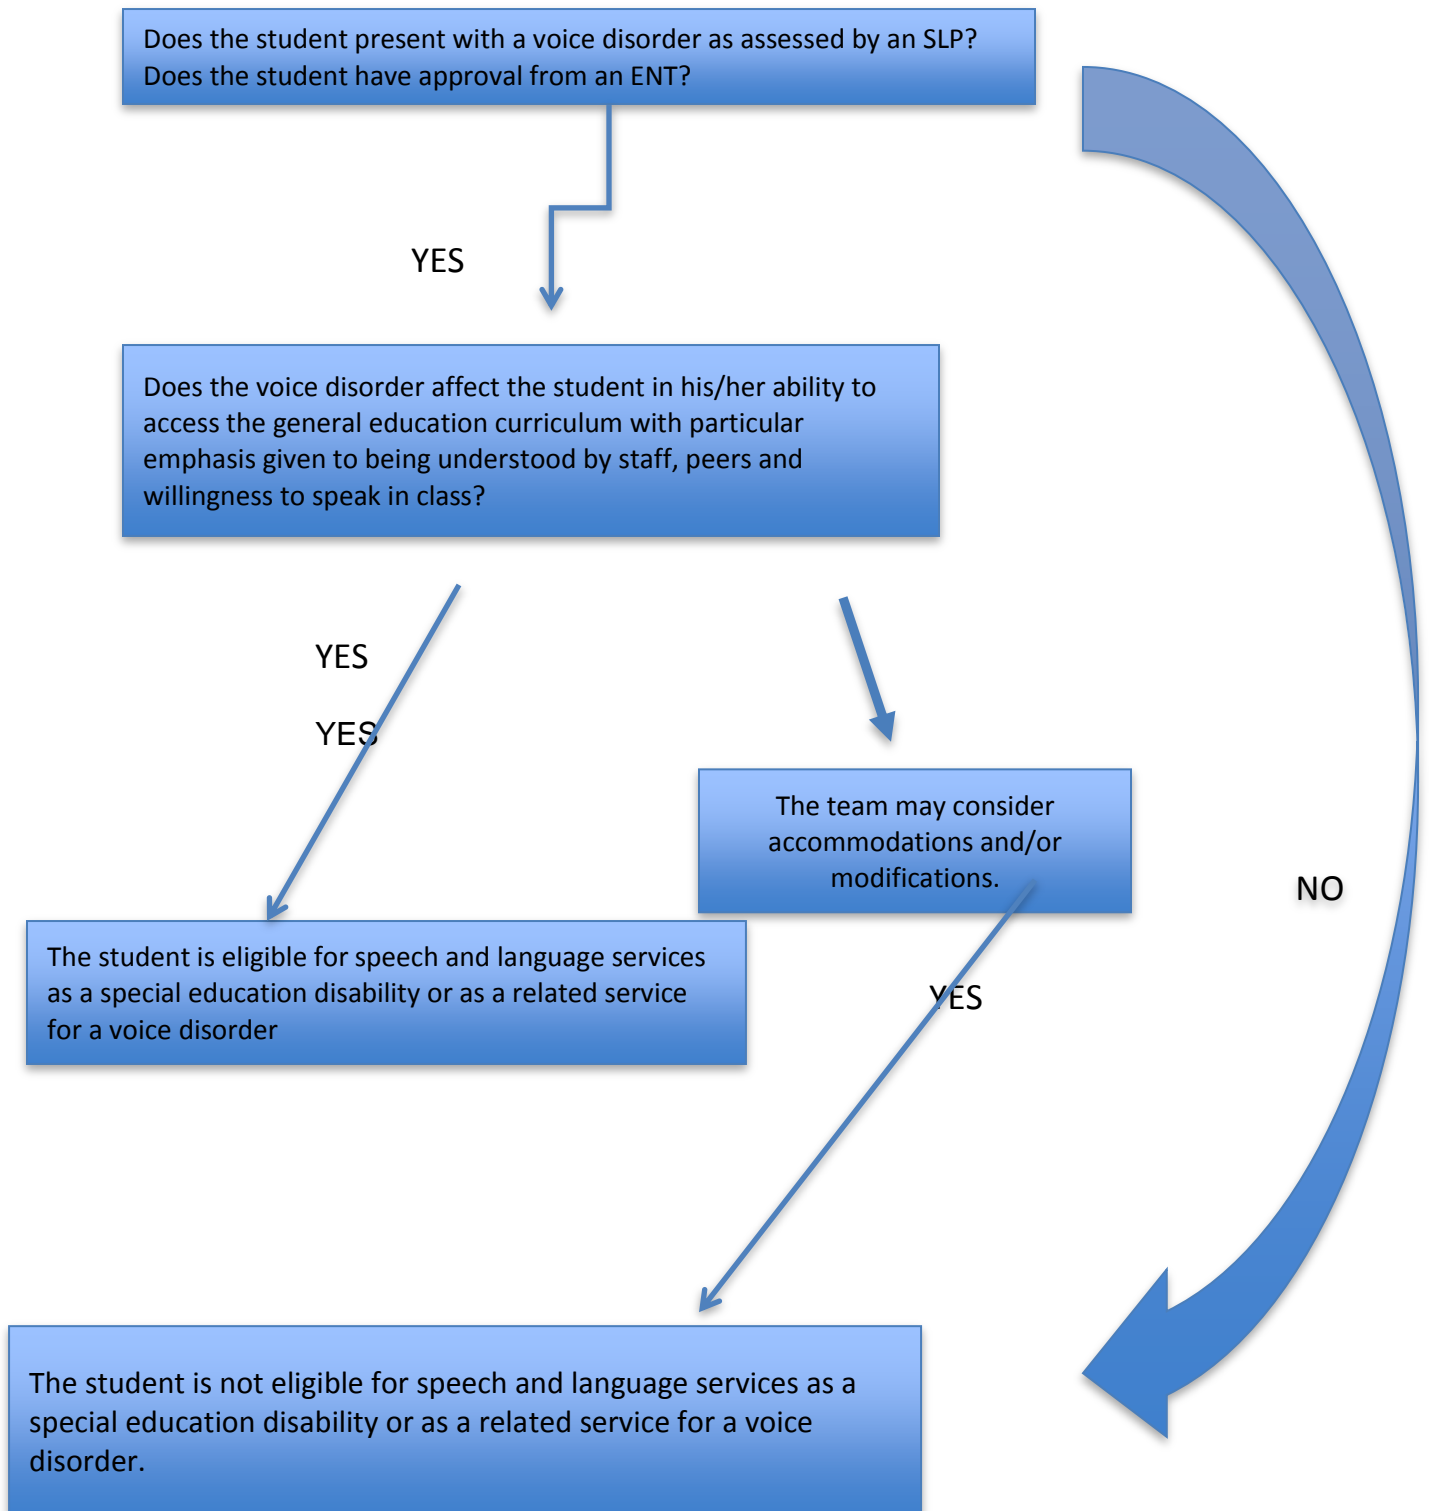 Does the student present with a voice disorder as assessed by an SLP?
Does the student have approval from an ENT?
YES
Does the voice disorder affect the student in his/her ability to
access the general education curriculum with particular
emphasis given to being understood by staff, peers and
willingness to speak in class?
YES
YES
The team may consider
accommodations and/or
modifications.
NO
The student is eligible for speech and language services
as a special education disability or as a related service
for a voice disorder
YES
The student is not eligible for speech and language services as a
special education disability or as a related service for a voice
disorder.